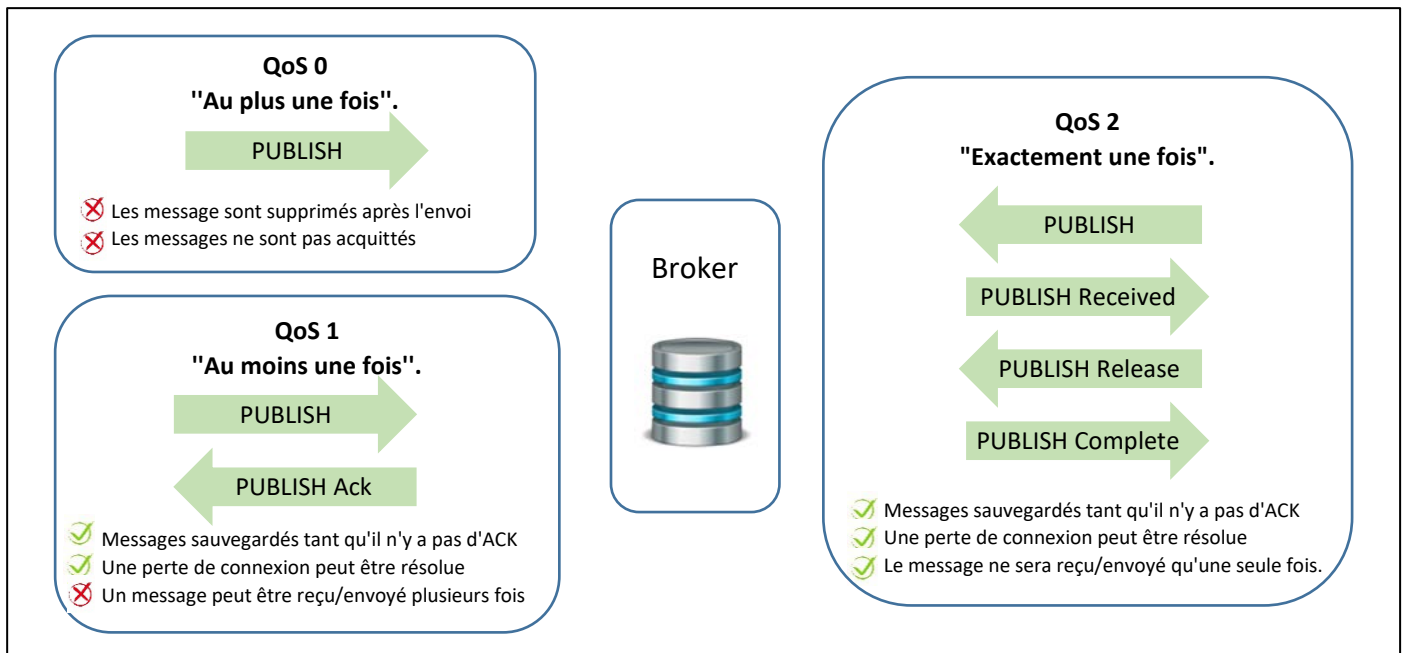 QoS 0
"Au plus une fois".
PUBLISH
Les message sont supprimés après l'envoi
Les messages ne sont pas acquittés
QoS 1
"Au moins une fois".
PUBLISH
PUBLISH Ack
Messages sauvegardés tant qu'il n'y a pas d'ACK
Une perte de connexion peut être résolue
Un message peut être reçu/envoyé plusieurs fois
Broker
QoS 2
"Exactement une fois".
PUBLISH
PUBLISH Received
PUBLISH Release
PUBLISH Complete
Messages sauvegardés tant qu'il n'y a pas d'ACK
Une perte de connexion peut être résolue
Le message ne sera reçu/envoyé qu'une seule fois.